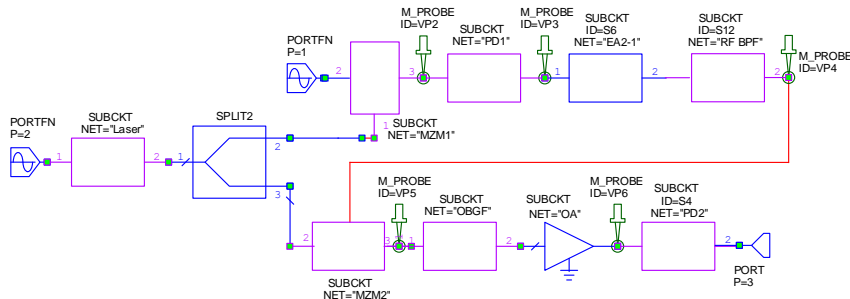 M_PROBE
ID=VP2
M_PROBE
ID=VP3
SUBCKT
ID=S6
NET="EA2-1"
SUBCKT
ID=S12
NET="RF BPF"
M_PROBE
ID=VP4
PORTFN
P=1
SUBCKT
NET="PD1"
2
3
1
2
2
1
SUBCKT
NET="MZM1"
PORTFN
P=2
SUBCKT
NET="Laser"
SPLIT2
1
2
1
2
3
M_PROBE
ID=VP5
SUBCKT
NET="OBGF"
SUBCKT
NET="OA"
M_PROBE
ID=VP6
SUBCKT
ID=S4
NET="PD2"
2
3
1
2
2
SUBCKT
NET="MZM2"
PORT
P=3